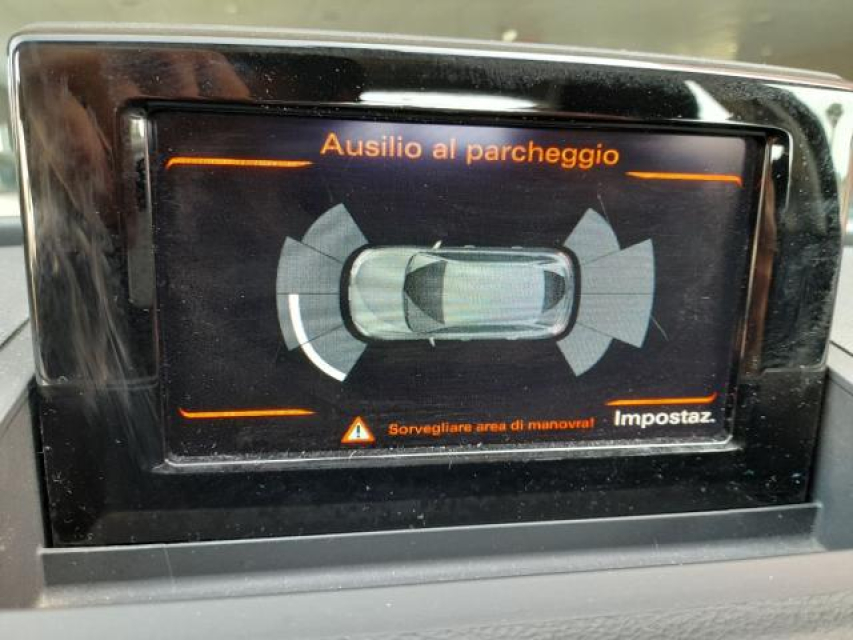 Ausilio al parcheggio
Sorvegliare area di manovra!
Impostaz.